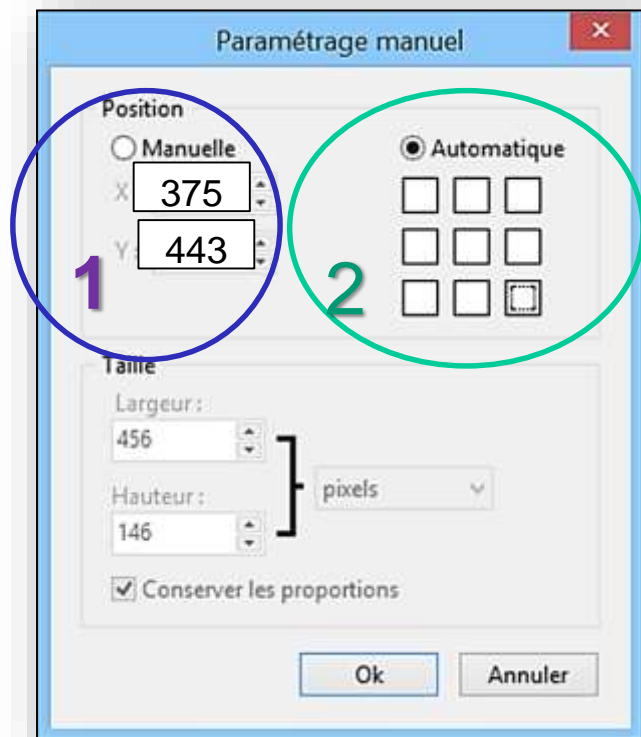 Paramétrage manuel
Position
Manuelle
Automatique
X 375
Y: 443
1
2
Taille
Largeur :
456
pixels
Hauteur :
146
Conserver les proportions
Ok
Annuler